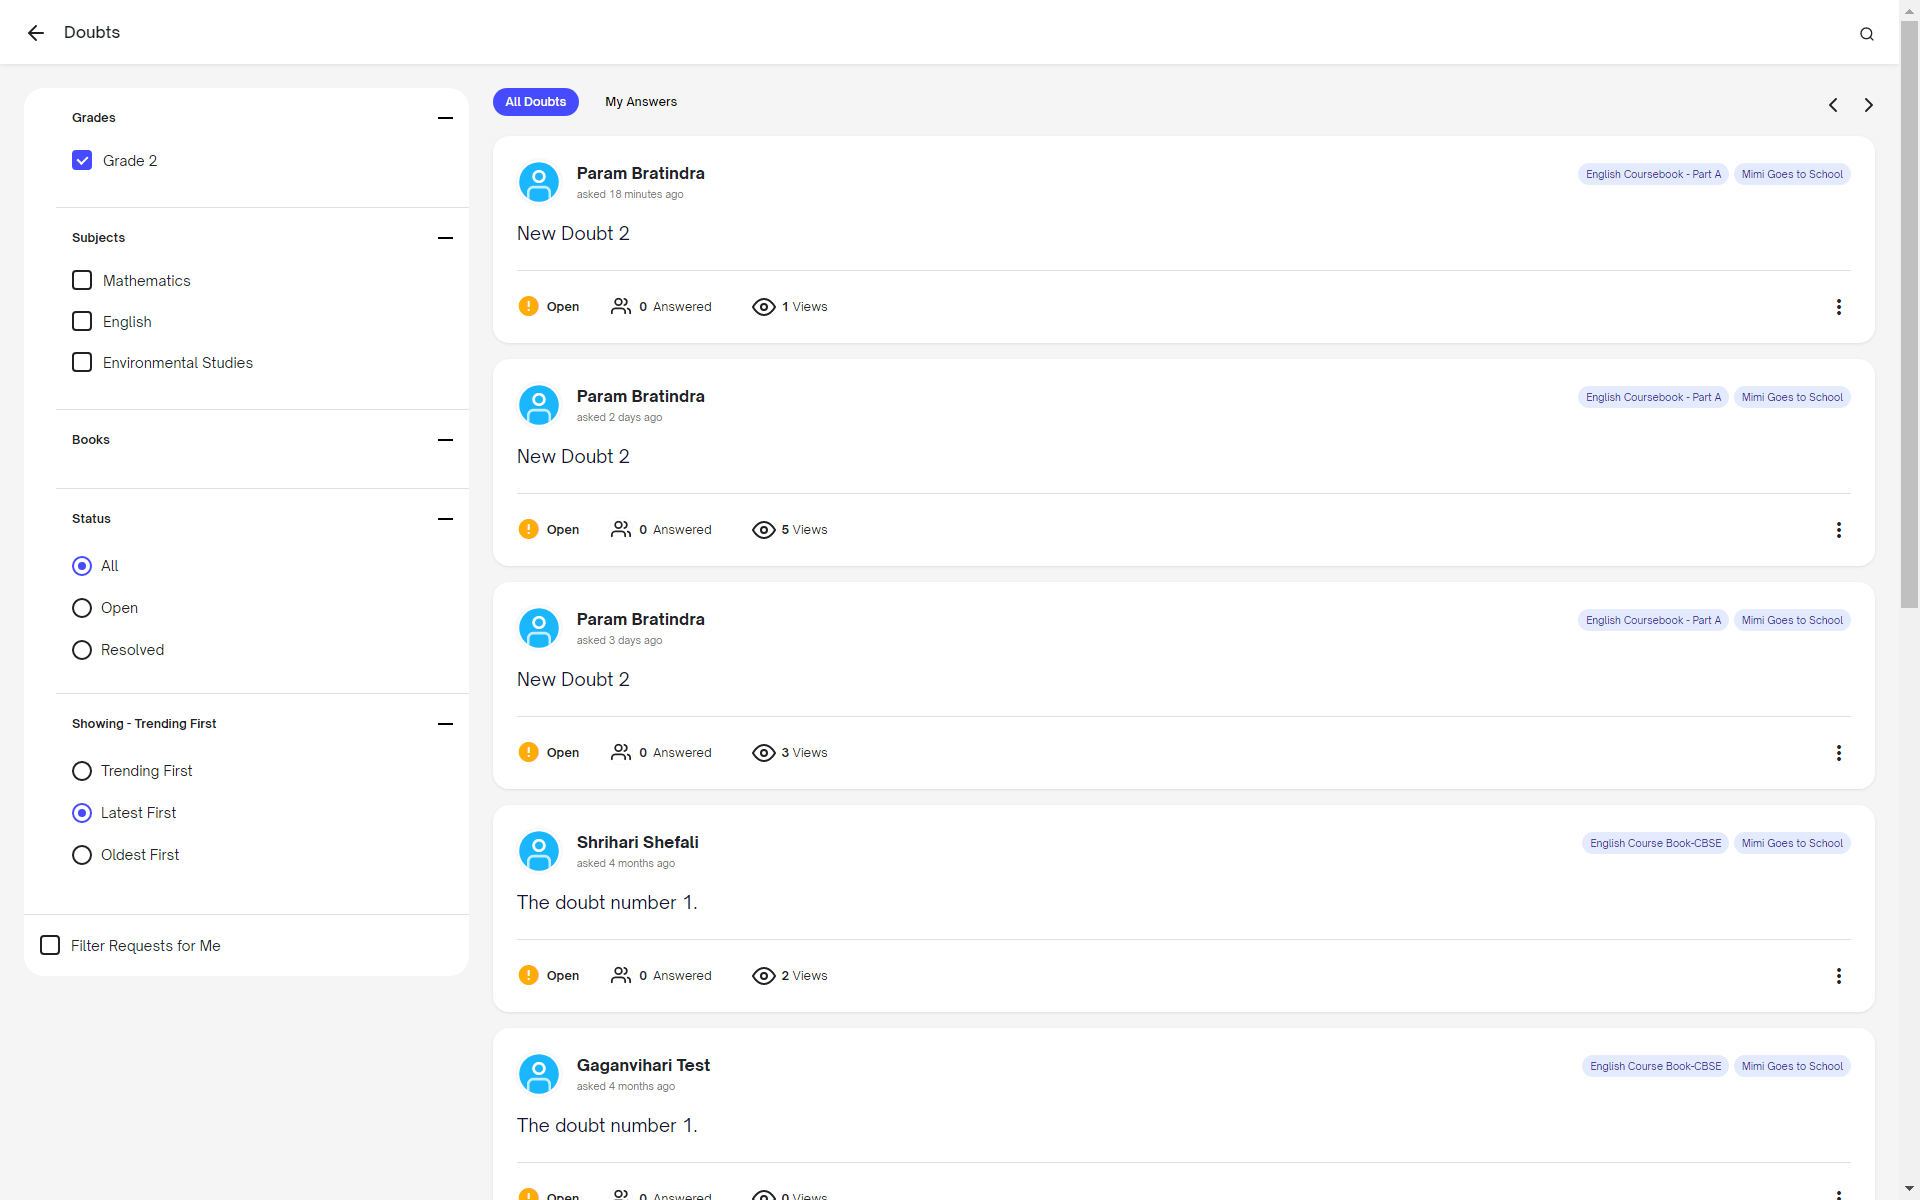 Doubts
Grades
Grade 2
Subjects
Mathematics
English
Environmental Studies
Books
Status
All
Open
Resolved
Showing - Trending First
Trending First
Latest First
Oldest First
Filter Requests for Me
All Doubts My Answers
Param Bratindra
asked 18 minutes ago
English Coursebook - Part A Mimi Goes to School
New Doubt 2
Open 0 Answered 1 Views
Param Bratindra
asked 2 days ago
English Coursebook - Part A Mimi Goes to School
New Doubt 2
Open 0 Answered 5 Views
Param Bratindra
asked 3 days ago
English Coursebook - Part A Mimi Goes to School
New Doubt 2
Open 0 Answered 3 Views
Shrihari Shefali
asked 4 months ago
English Course Book-CBSE Mimi Goes to School
The doubt number 1.
Open 0 Answered 2 Views
Gaganvihari Test
asked 4 months ago
English Course Book-CBSE Mimi Goes to School
The doubt number 1.
Open 0 Answered 0 Views